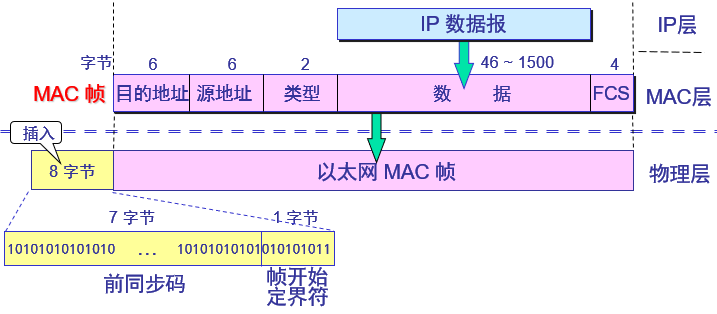 IP 数据报
IP层
字节 6 6 2 46 ~ 1500 4
MAC 帧 目的地址 源地址 类型 数 据 FCS MAC层
插入
8 字节 以太网 MAC 帧 物理层
7 字节 1 字节
10101010101010 … 10101010101010101011
前同步码 帧开始
定界符